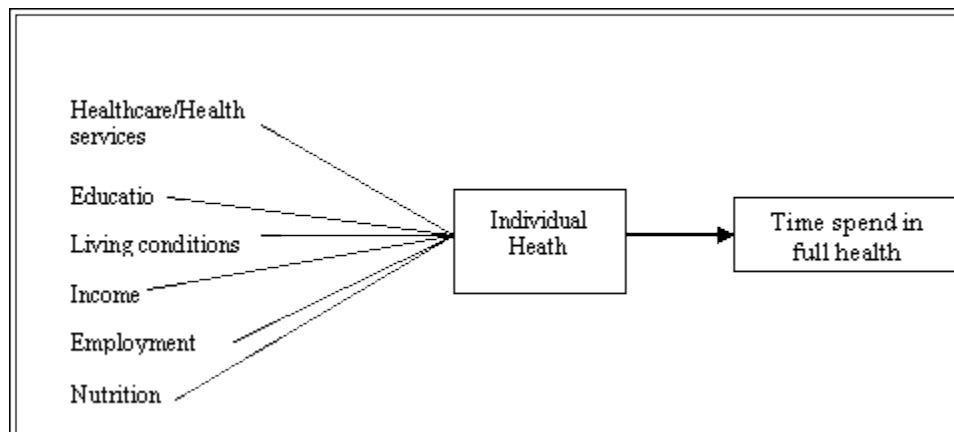 Healthcare/Health
services
Educatio
Living conditions
Income
Employment
Nutrition
Individual
Heath
Time spend in
full health